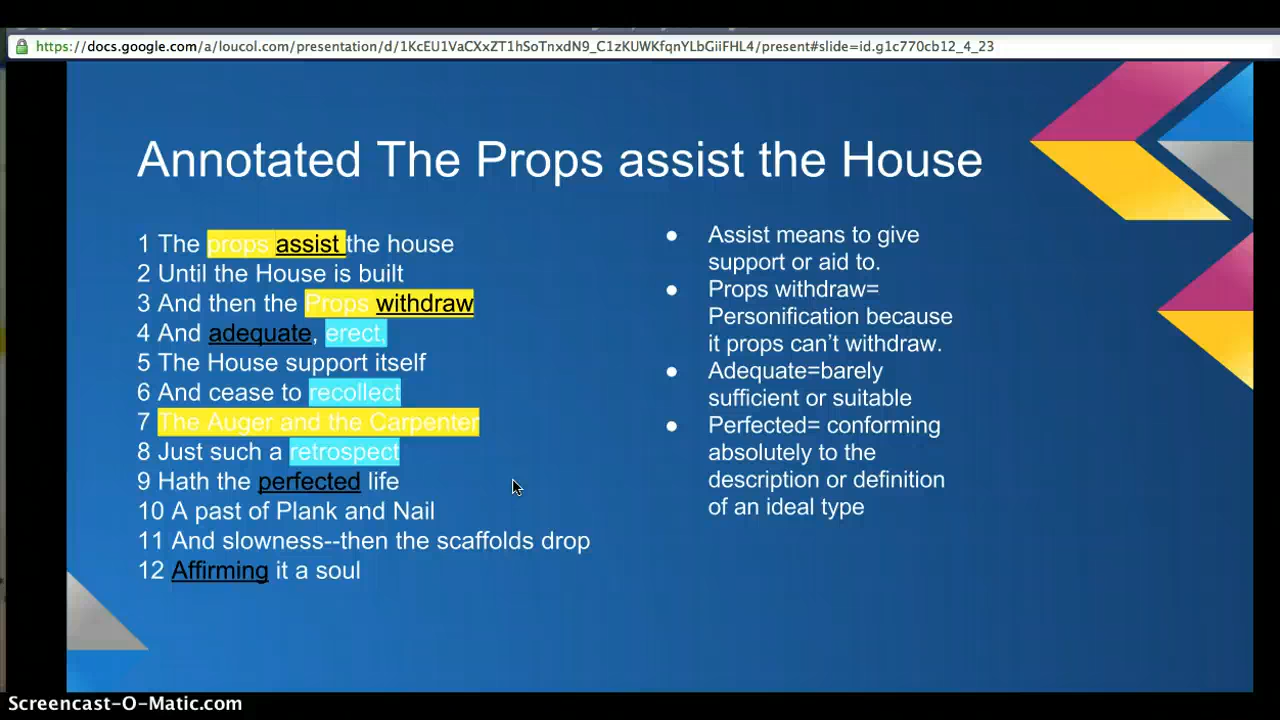 https://docs.google.com/a/loucol.com/presentation/d/1KcEU1VaCXxZT1hSoTnxdN9_C1zKUWKfqnYLbGiiFHL4/present#slide=id.g1c770cb12_4_23
Annotated The Props assist the House
1 The props assist the house
2 Until the House is built
3 And then the Props withdraw
4 And adequate, erect,
5 The House support itself
6 And cease to recollect
7 The Auger and the Carpenter
8 Just such a retrospect
9 Hath the perfected life
10 A past of Plank and Nail
11 And slowness--then the scaffolds drop
12 Affirming it a soul
● Assist means to give
support or aid to.
● Props withdraw=
Personification because
it props can't withdraw.
● Adequate=barely
sufficient or suitable
● Perfected= conforming
absolutely to the
description or definition
of an ideal type
Screencast-O-Matic.com